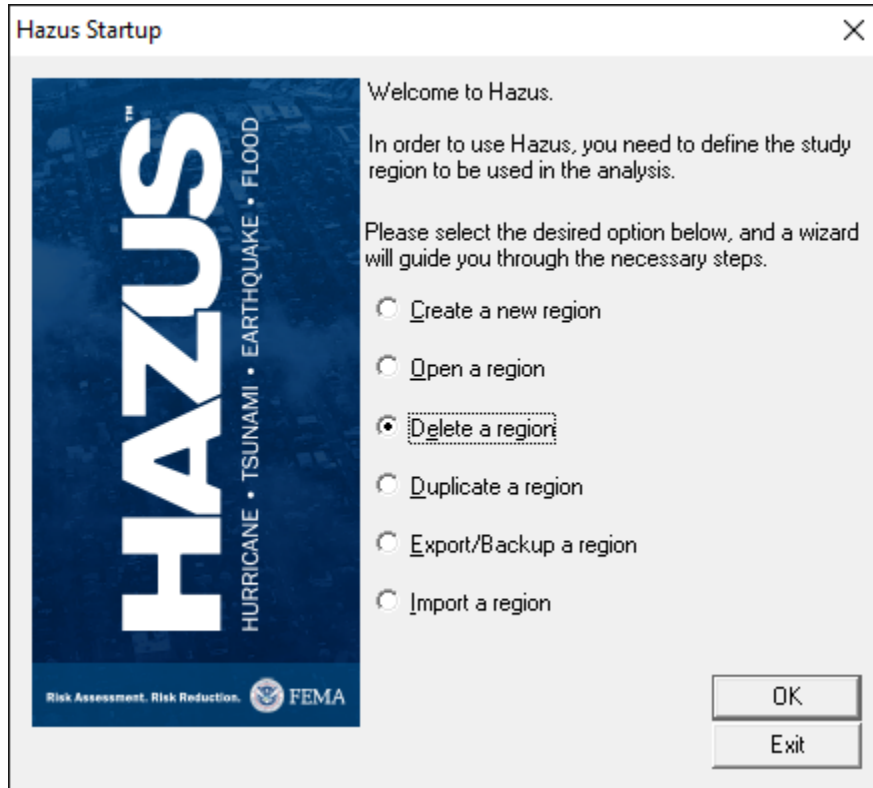 Hazus Startup
HAZUS™
HURRICANE • TSUNAMI • EARTHQUAKE • FLOOD
Risk Assessment. Risk Reduction. FEMA
Welcome to Hazus.
In order to use Hazus, you need to define the study
region to be used in the analysis.
Please select the desired option below, and a wizard
will guide you through the necessary steps.
Create a new region
Open a region
Delete a region
Duplicate a region
Export/Backup a region
Import a region
OK
Exit